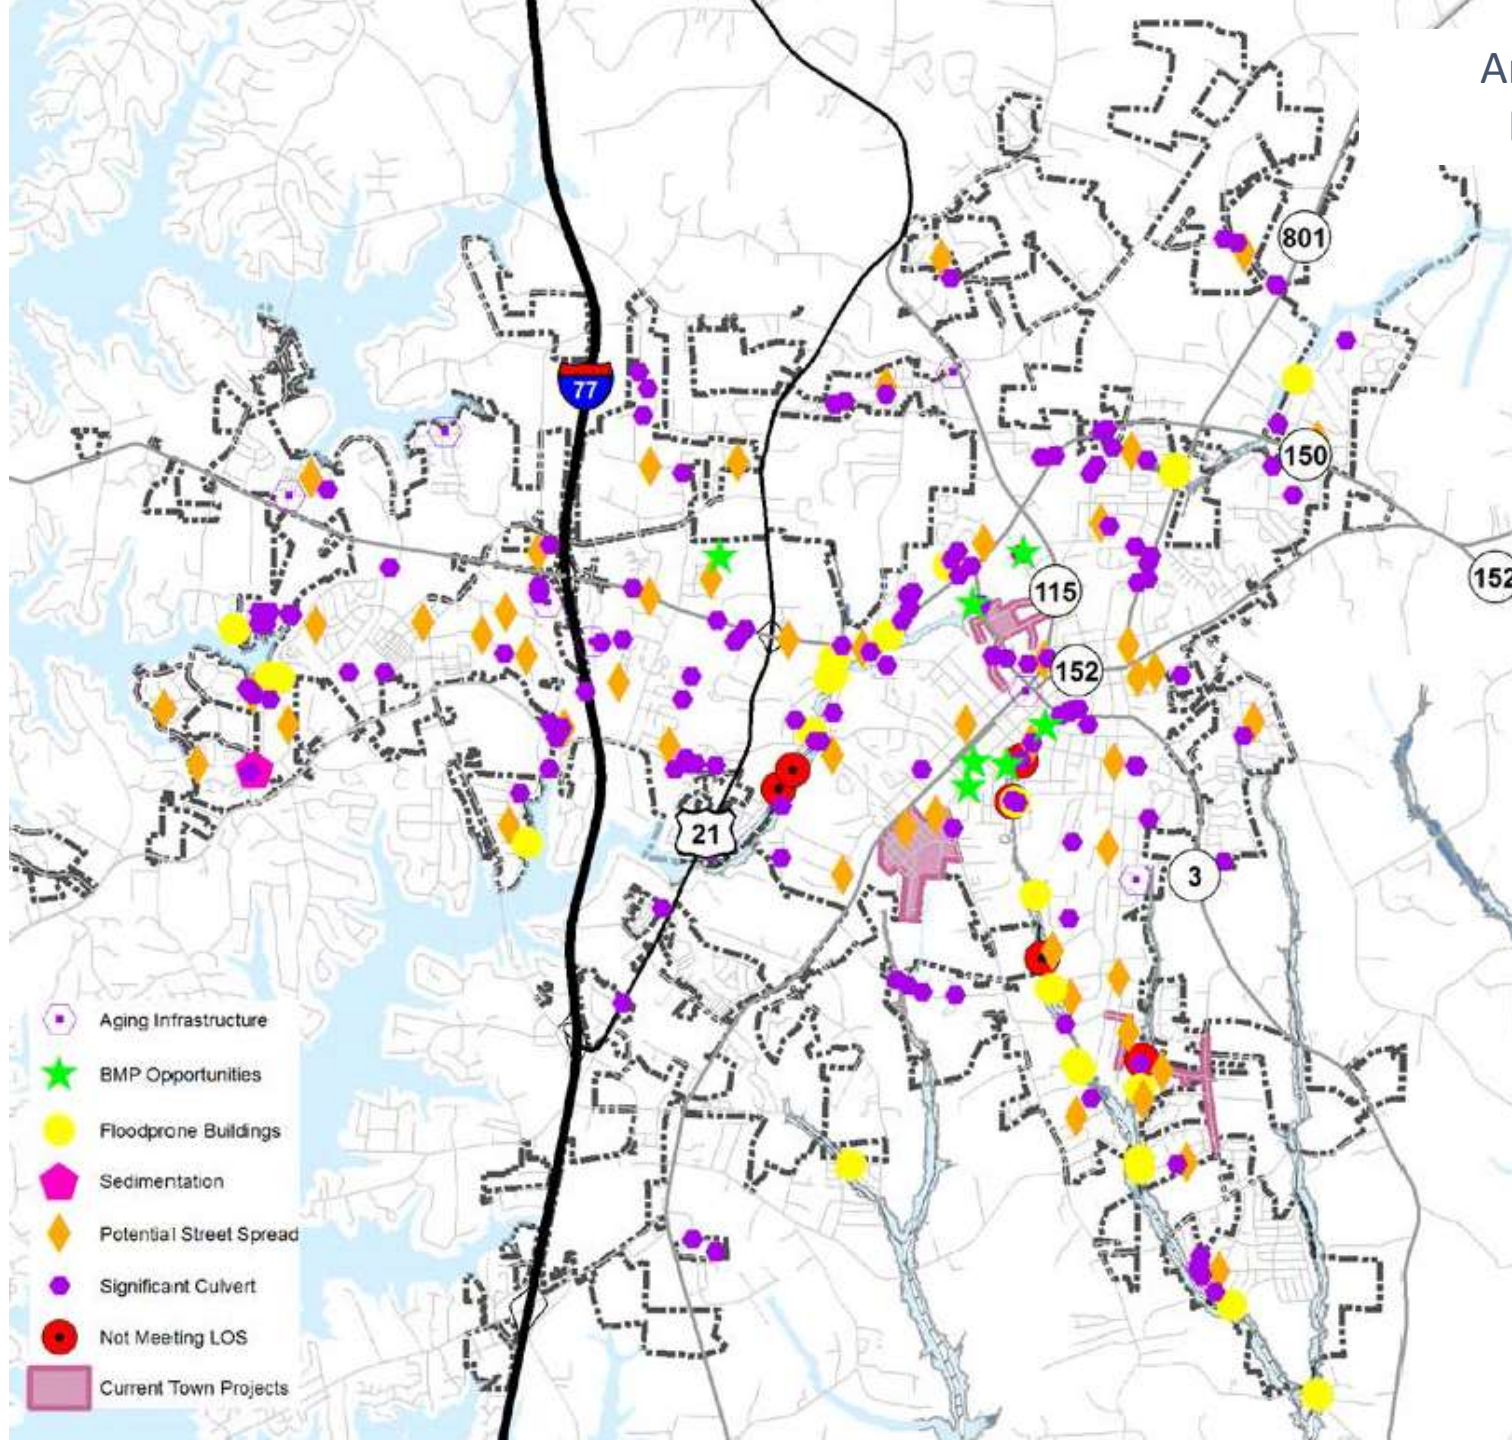 801
77
150
152
115
152
21
3
Aging Infrastructure
BMP Opportunities
Floodprone Buildings
Sedimentation
Potential Street Spread
Significant Culvert
Not Meeting LOS
Current Town Projects